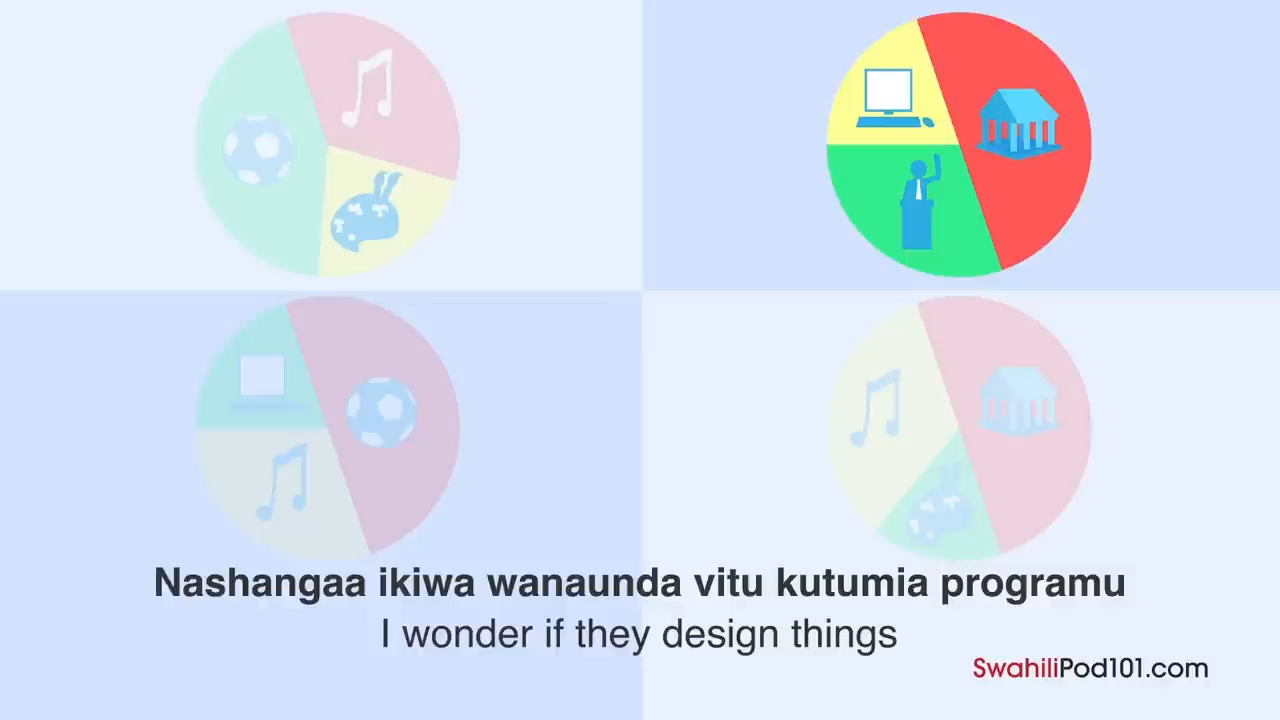 Nashangaa ikiwa wanaunda vitu kutumia programu
I wonder if they design things
SwahiliPod101.com